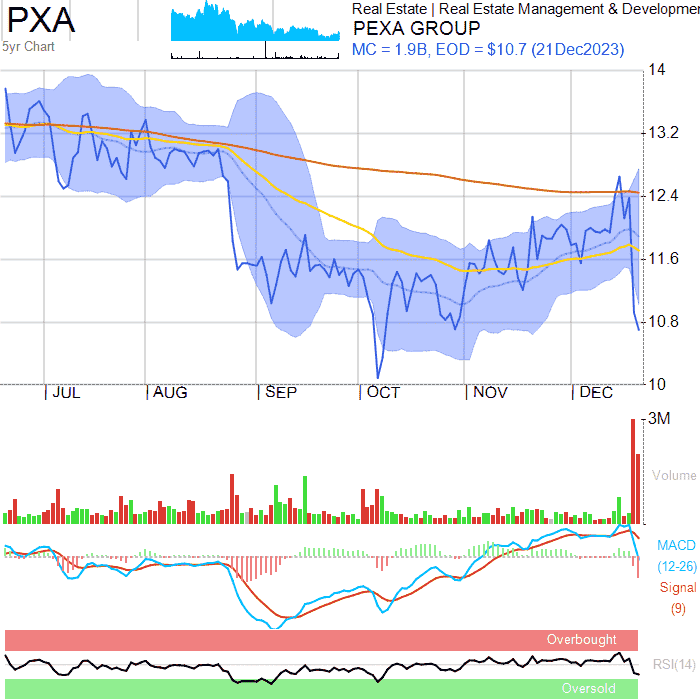 PXA
5yr Chart
Real Estate | Real Estate Management & Developmen
PEXA GROUP
MC = 1.9B, EOD = $10.7 (21Dec2023)
14
13.2
12.4
11.6
10.8
10
JUL
AUG
SEP
OCT
NOV
DEC
3M
Volume
MACD
(12-26)
Signal
(9)
Overbought
RSI(14)
Oversold